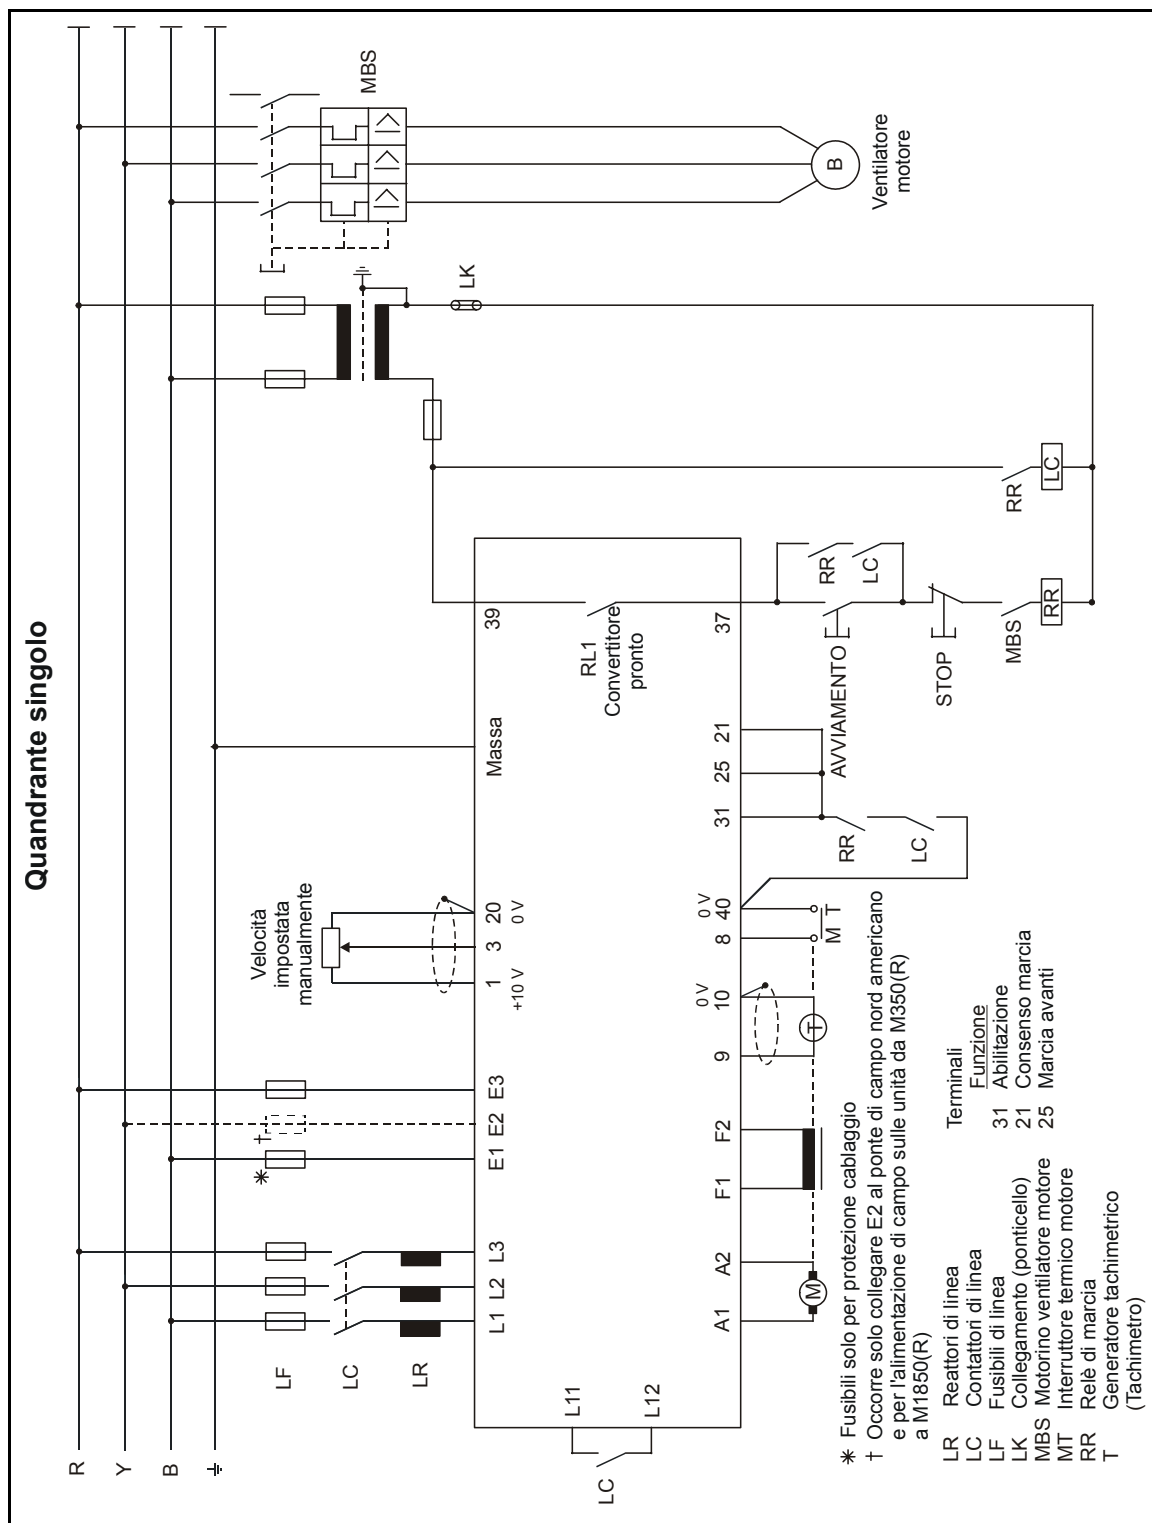 Quandrante singolo
R
Y
B
LF
LC
LR
L1
L2
L3
E1
E2
E3
*
†
Velocità
impostata
manualmente
1
3
20
+10 V
0 V
Massa
39
MBS
LK
Ventilatore
motore
B
RL1
Convertitore
pronto
37
RR
LC
AVVIAMENTO
STOP
MBS
RR
RR
LC
L11
L12
LC
A1
A2
F1
F2
9
10
0 V
8
40
0 V
31
25
21
M
T
M T
RR
LC
* Fusibili solo per protezione cablaggio
† Occorre solo collegare E2 al ponte di campo nord americano
e per l'alimentazione di campo sulle unità da M350(R)
a M1850(R)
LR Reattori di linea
LC Contattori di linea
LF Fusibili di linea
LK Collegamento (ponticello)
MBS Motorino ventilatore motore
MT Interruttore termico motore
RR Relè di marcia
T Generatore tachimetrico
(Tachimetro)
Terminali
Funzione
31 Abilitazione
21 Consenso marcia
25 Marcia avanti